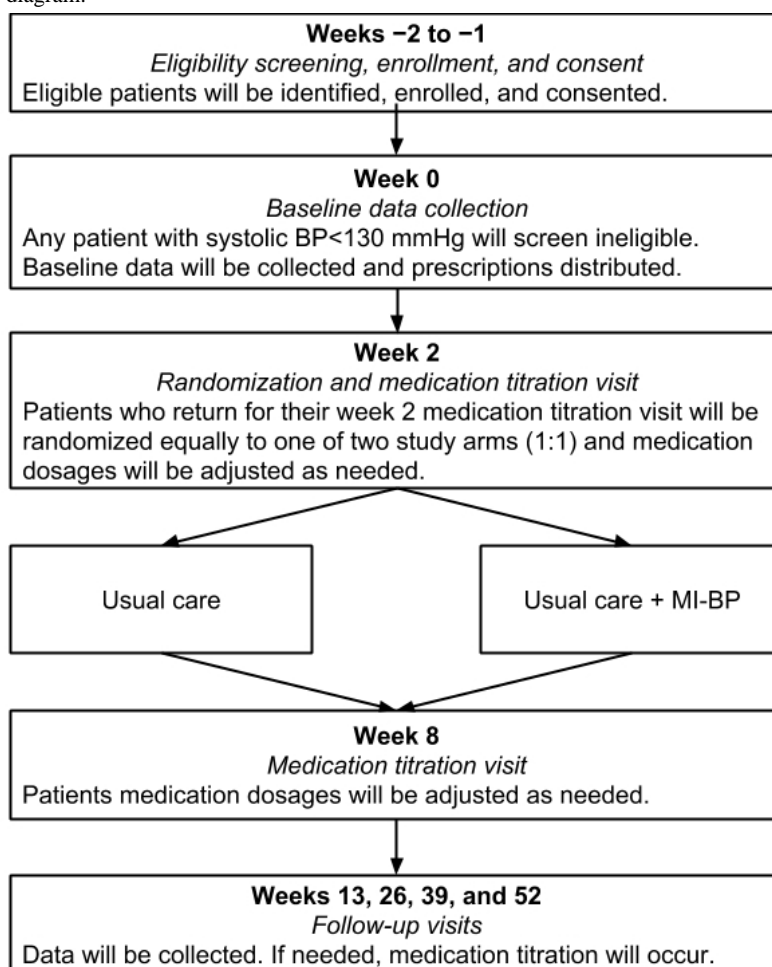 diagram.
Weeks −2 to −1
Eligibility screening, enrollment, and consent
Eligible patients will be identified, enrolled, and consented.
Week 0
Baseline data collection
Any patient with systolic BP<130 mmHg will screen ineligible.
Baseline data will be collected and prescriptions distributed.
Week 2
Randomization and medication titration visit
Patients who return for their week 2 medication titration visit will be
randomized equally to one of two study arms (1:1) and medication
dosages will be adjusted as needed.
Usual care
Usual care + MI-BP
Week 8
Medication titration visit
Patients medication dosages will be adjusted as needed.
Weeks 13, 26, 39, and 52
Follow-up visits
Data will be collected. If needed, medication titration will occur.